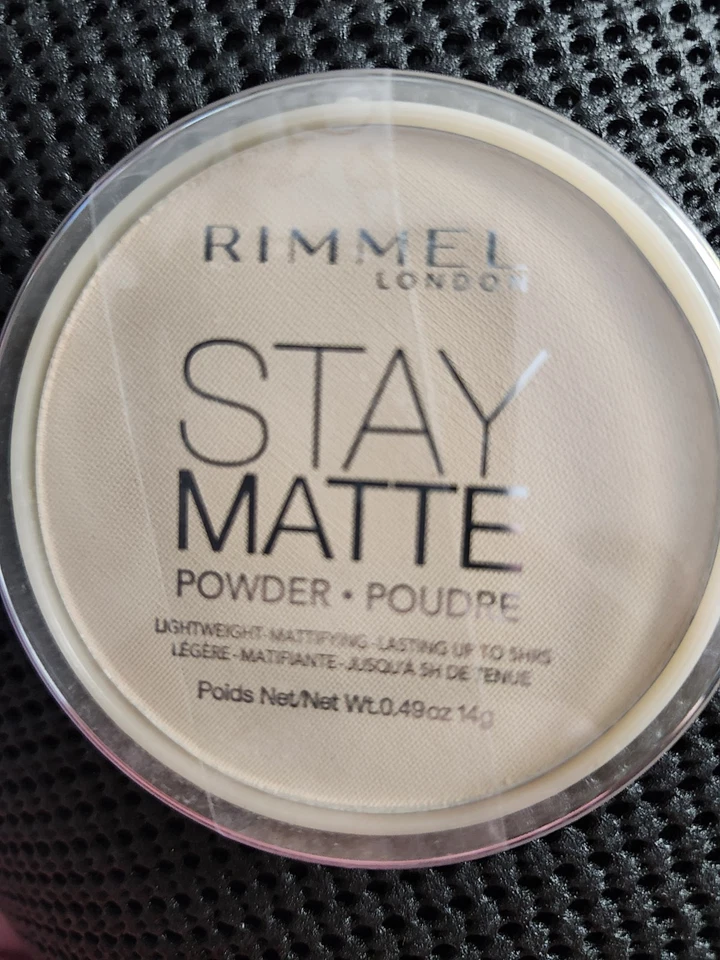 RIMMEL
LONDON
STAY
MATTE
POWDER • POUDRE
LIGHTWEIGHT-MATTIFYING-LASTING UP TO 5HRS
LÉGÈRE-MATIFIANTE-JUSQU'A 5H DE TENUE
Poids Net/Net Wt.0.49oz 14g